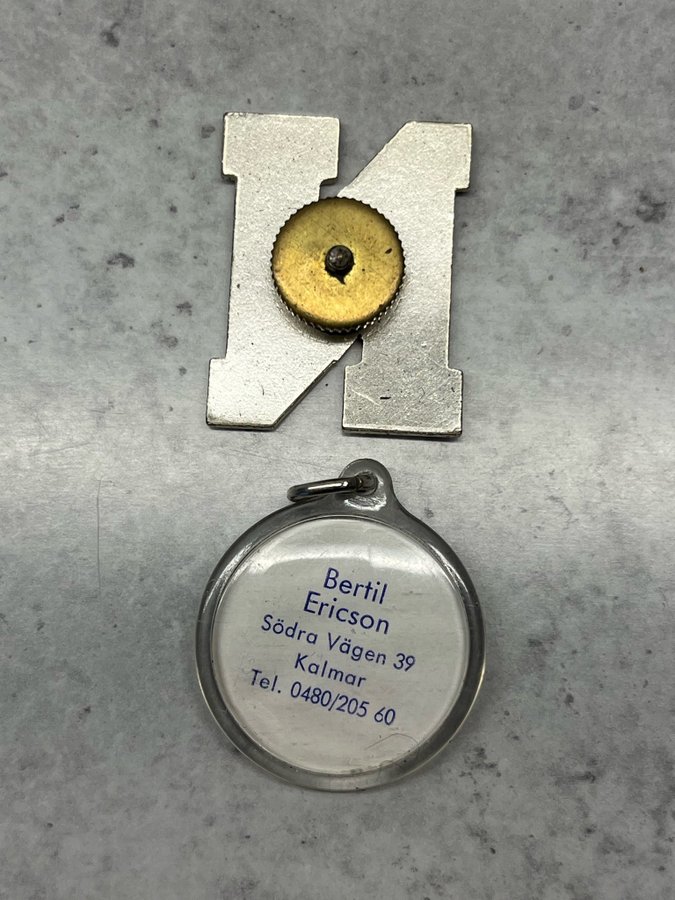 Bertil
Ericson
Södra Vägen 39
Kalmar
Tel. 0480/205 60